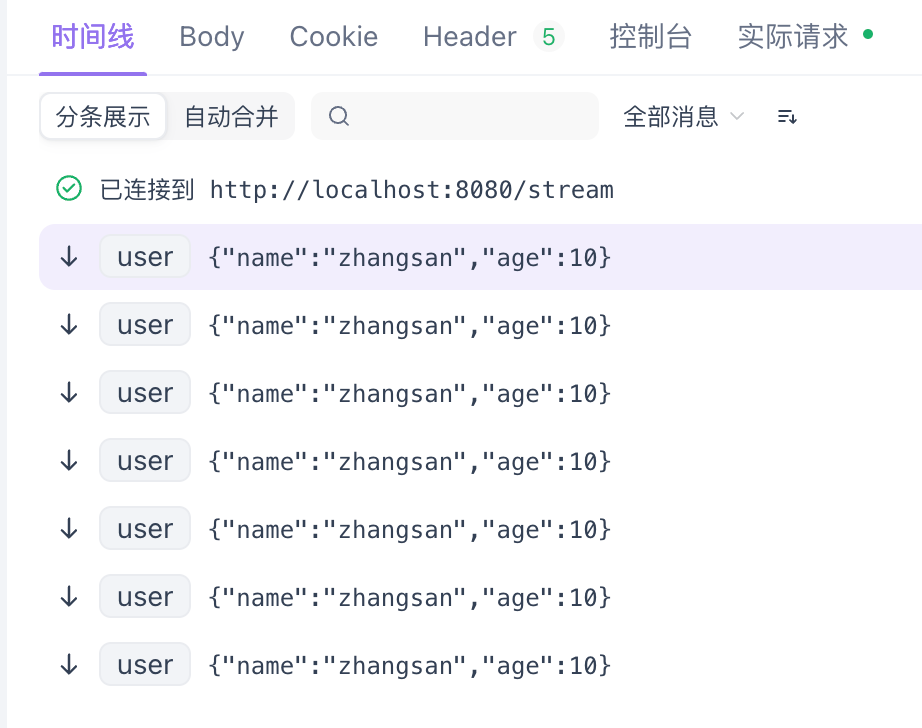 时间线 Body Cookie Header 5 控制台 实际请求
分条展示 自动合并 全部消息
已连接到 http://localhost:8080/stream
user {"name":"zhangsan","age":10}
user {"name":"zhangsan","age":10}
user {"name":"zhangsan","age":10}
user {"name":"zhangsan","age":10}
user {"name":"zhangsan","age":10}
user {"name":"zhangsan","age":10}
user {"name":"zhangsan","age":10}